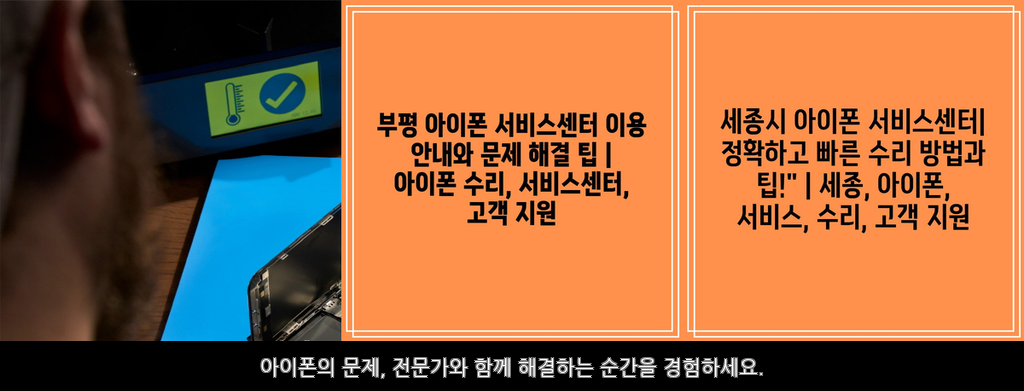 부평 아이폰 서비스센터 이용
안내와 문제 해결 팁 |
아이폰 수리, 서비스센터,
고객 지원
세종시 아이폰 서비스센터|
정확하고 빠른 수리 방법과
팁!" | 세종, 아이폰,
서비스, 수리, 고객 지원
아이폰의 문제, 전문가와 함께 해결하는 순간을 경험하세요.